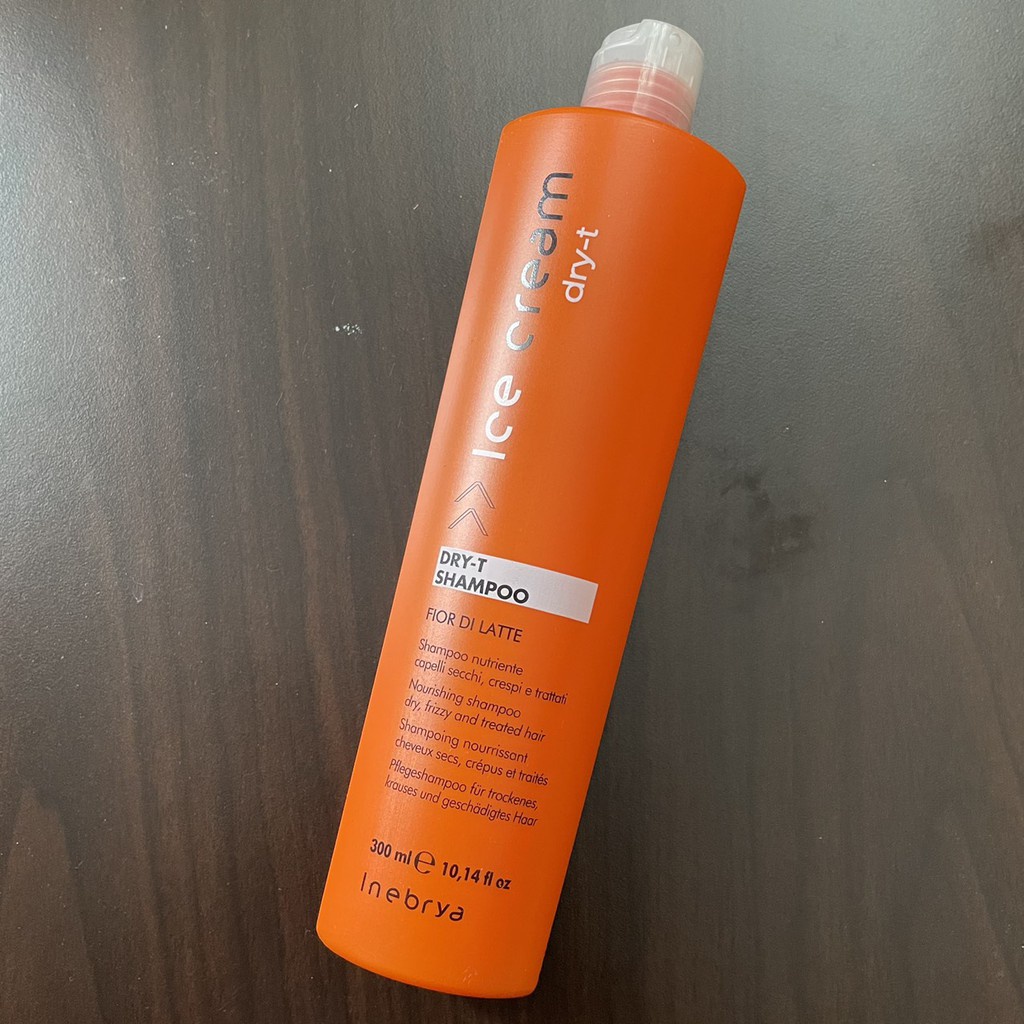 Ice cream
dry-t
DRY-T
SHAMPOO
FIOR DI LATTE
Shampoo nutriente
capelli secchi, crespi e trattati
Nourishing shampoo
dry, frizzy and treated hair
Shampoing nourrissant
cheveux secs, crépus et traités
Pflegeshampoo für trockenes,
krauses und geschädigtes Haar
300 ml ℮ 10,14 fl oz
Inebrya